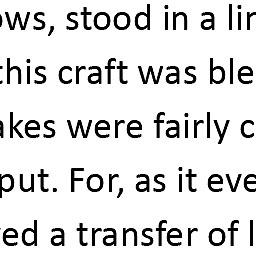 ows, stood in a lin
this craft was ble
akes were fairly c
put. For, as it eve
ed a transfer of l